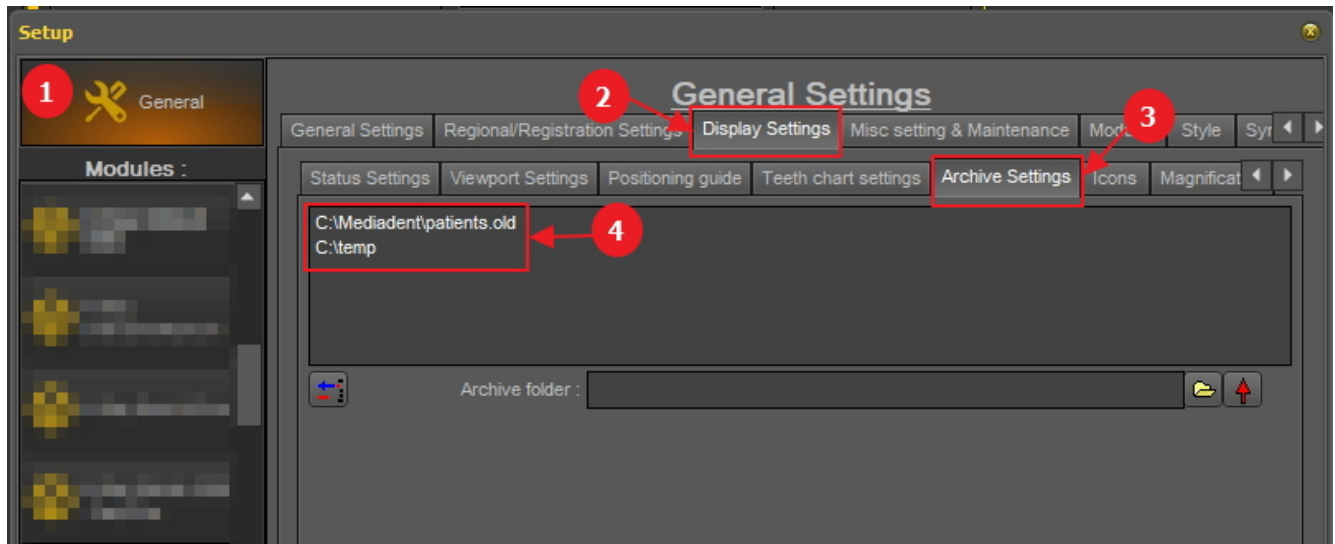 Setup
1
General
2
General Settings
3
General Settings
Regional/Registration Settings
Display Settings
Misc setting & Maintenance
Style
Modules :
Status Settings
Viewport Settings
Positioning guide
Teeth chart settings
Archive Settings
Icons
Magnificat
C:\Mediadent\patients.old
C:\temp
4
Archive folder :